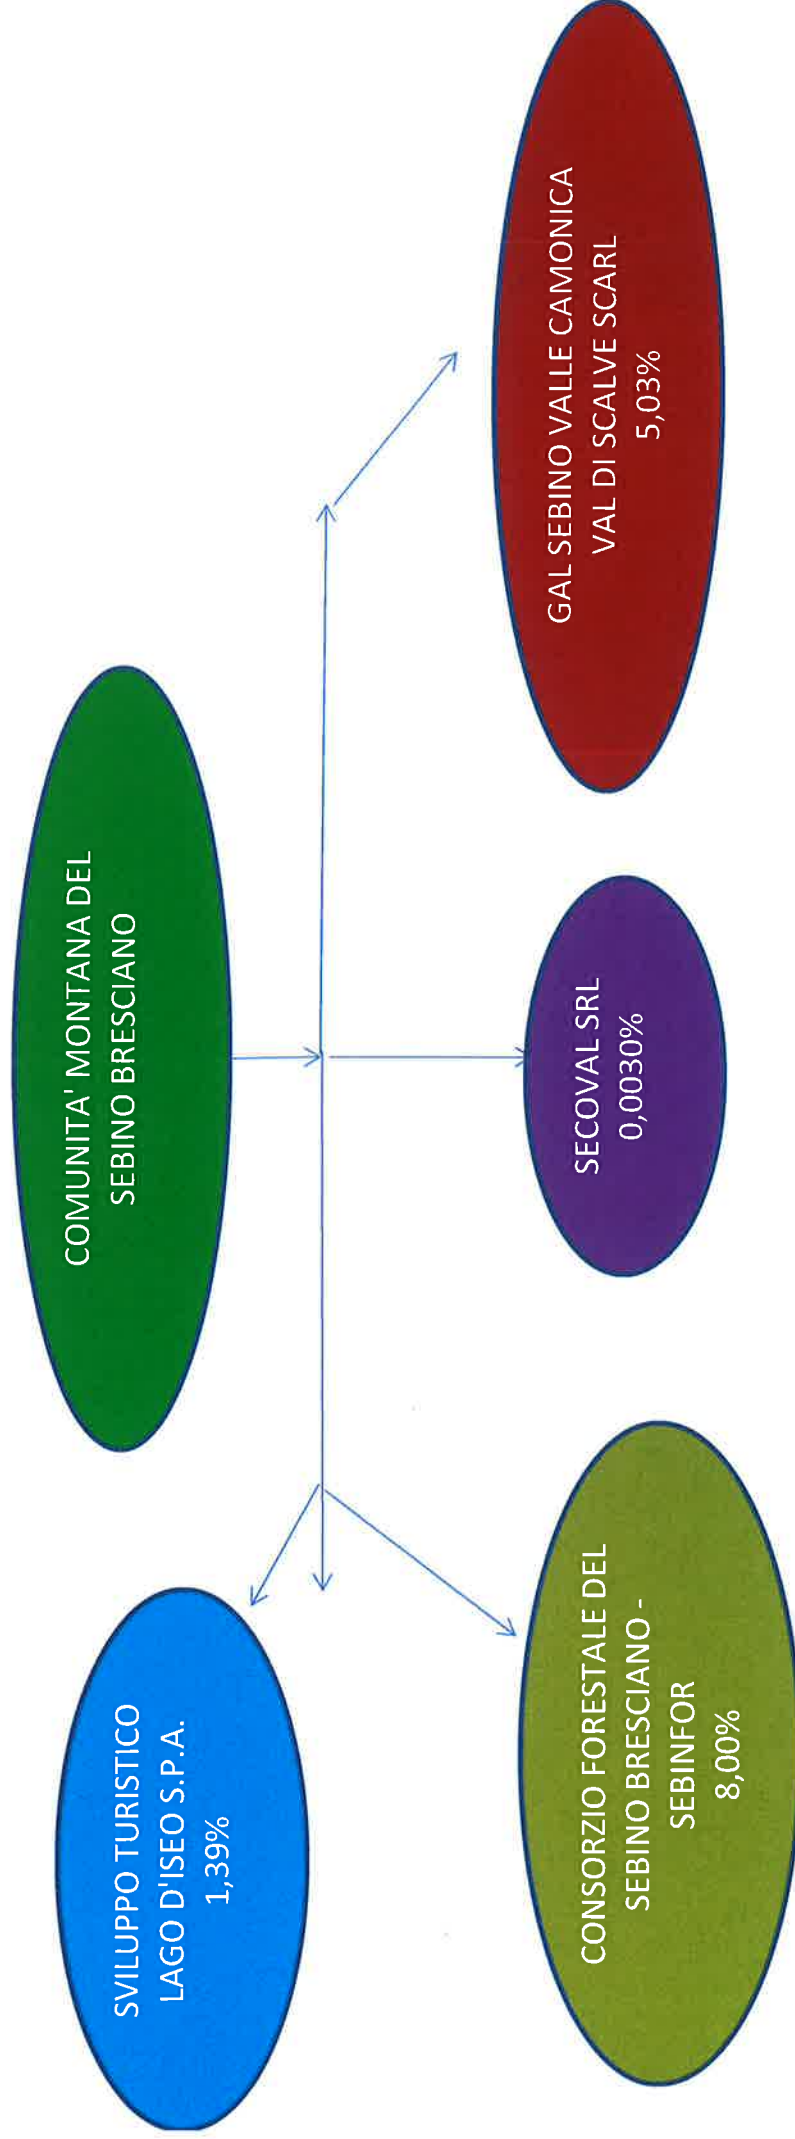 COMUNITA' MONTANA DEL
SEBINO BRESCIANO
SVILUPPO TURISTICO
LAGO D'ISEO S.P.A.
1,39%
CONSORZIO FORESTALE DEL
SEBINO BRESCIANO -
SEBINFOR
8,00%
SECOVAL SRL
0,0030%
GAL SEBINO VALLE CAMONICA
VAL DI SCALVE SCARL
5,03%